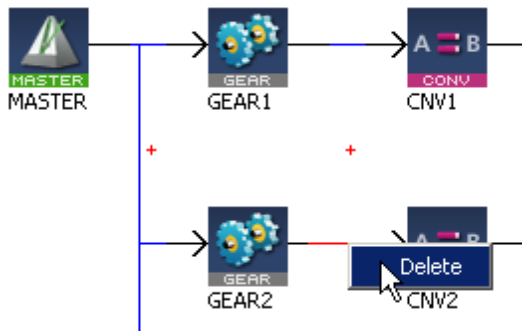 A B
MASTER
GEAR
CONV
MASTER
GEAR1
CNV1
A B
GEAR
Delete
GEAR2
CNV2